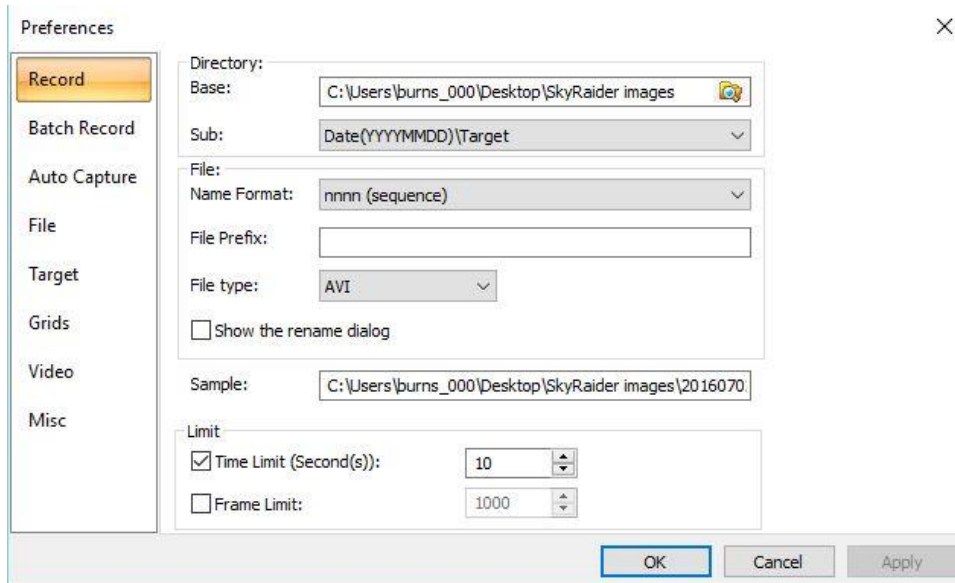 Preferences
Record
Batch Record
Auto Capture
File
Target
Grids
Video
Misc
Directory:
Base: C:\Users\burns_000\Desktop\SkyRaider images
Sub: Date(YYYYMMDD)\Target
File:
Name Format: nnnn (sequence)
File Prefix:
File type: AVI
Show the rename dialog
Sample: C:\Users\burns_000\Desktop\SkyRaider images\2016070
Limit
Time Limit (Second(s)): 10
Frame Limit: 1000
OK Cancel Apply